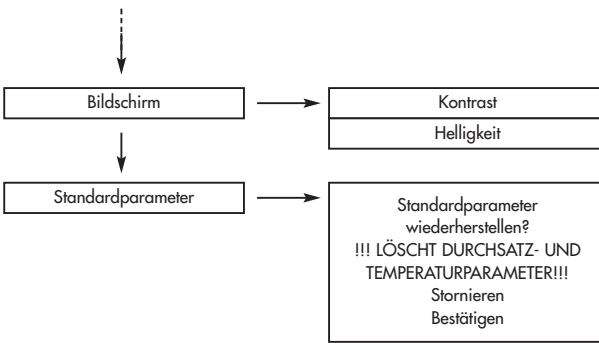 Bildschirm
Kontrast
Helligkeit
Standardparameter
Standardparameter
wiederherstellen?
!!! LÖSCHT DURCHSATZ- UND
TEMPERATURPARAMETER!!!
Stornieren
Bestätigen